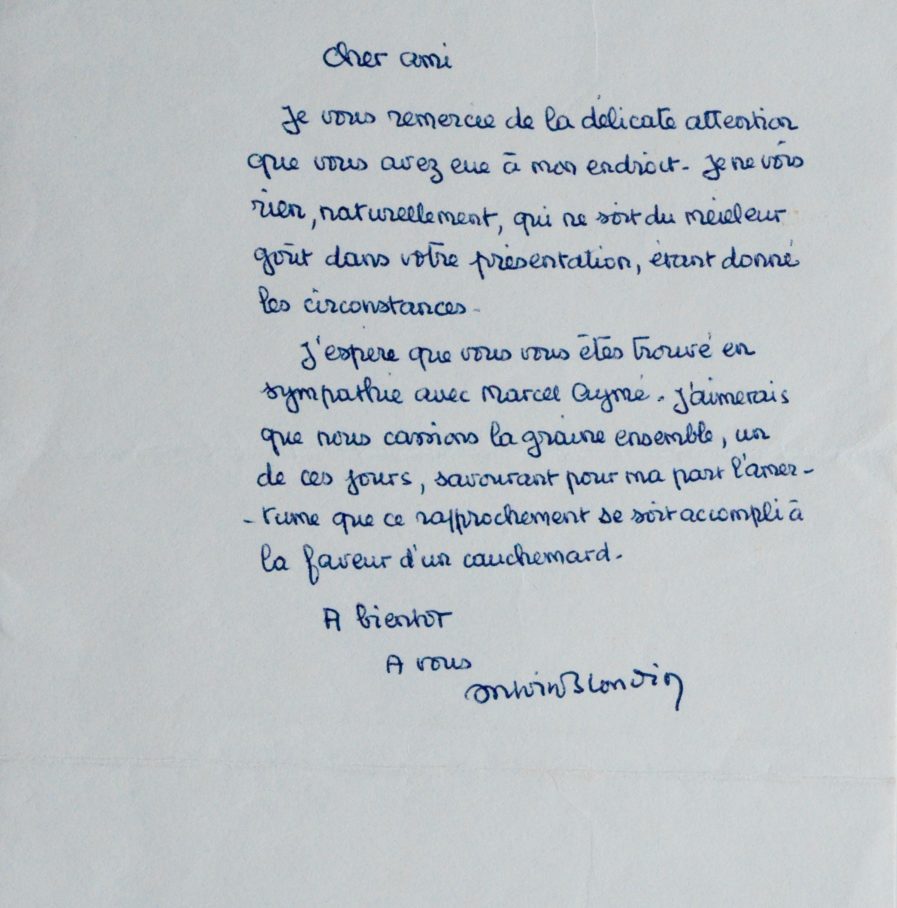 Cher ami
Je vous remercie de la délicate attention
que vous avez eue à mon endroit. Je ne vois
rien, naturellement, qui ne soit du meilleur
goût dans votre présentation, étant donné
les circonstances.
J'espère que vous vous êtes trouvé en
sympathie avec Marcel Aymé. J'aimerais
que nous cassions la graine ensemble, un
de ces jours, savourant pour ma part l'amer-
-tume que ce rapprochement se soit accompli à
la faveur d'un cauchemard.
A bientot
A vous
Antoine Blondin